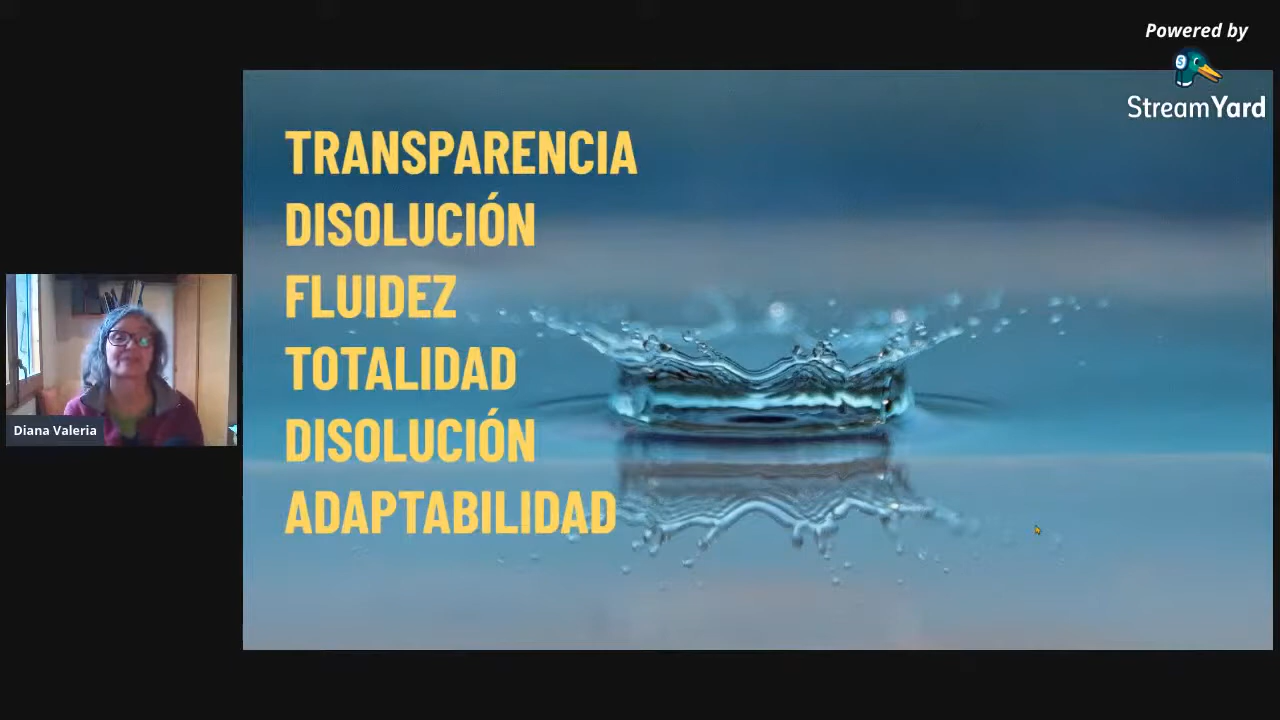 Powered by
StreamYard
TRANSPARENCIA
DISOLUCIÓN
FLUIDEZ
TOTALIDAD
DISOLUCIÓN
ADAPTABILIDAD
Diana Valeria